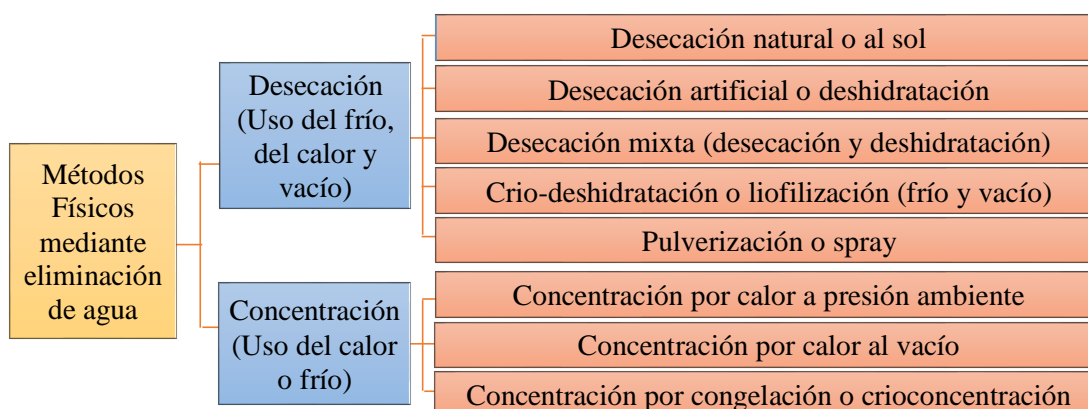 Métodos
Físicos
mediante
eliminación
de agua
Desecación
(Uso del frío,
del calor y
vacío)
Desecación natural o al sol
Desecación artificial o deshidratación
Desecación mixta (desecación y deshidratación)
Crio-deshidratación o liofilización (frío y vacío)
Pulverización o spray
Concentración
(Uso del calor
o frío)
Concentración por calor a presión ambiente
Concentración por calor al vacío
Concentración por congelación o crioconcentración